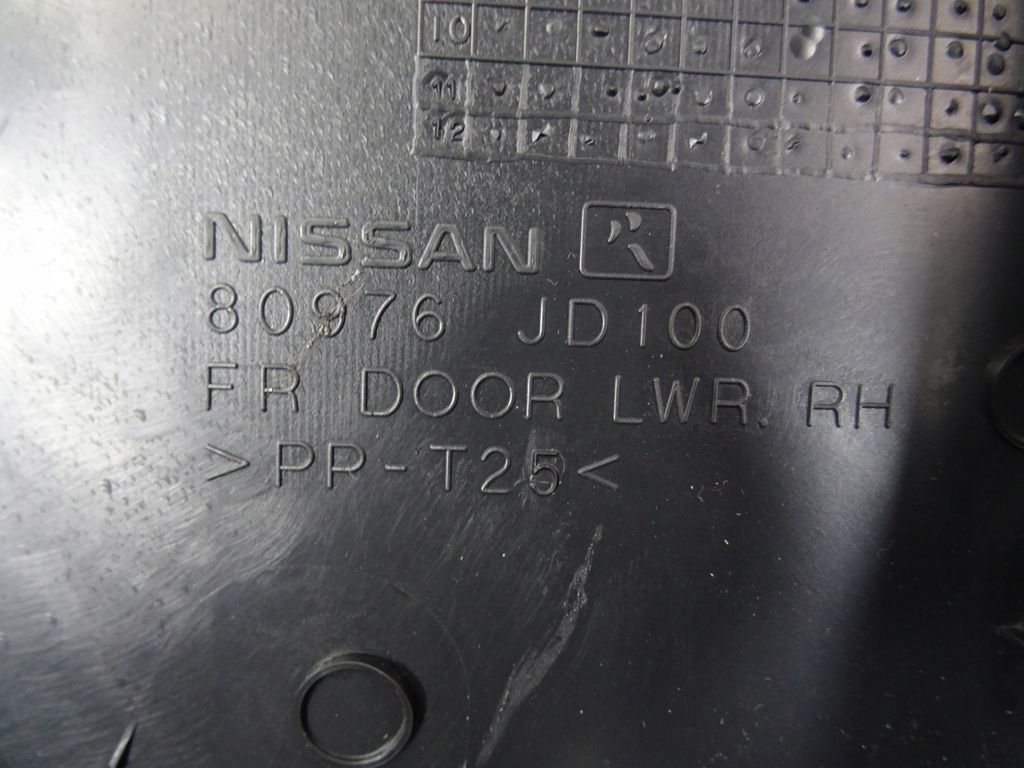 10
11
12
NISSAN
80976 JD100
FR DOOR LWR. RH
>PP-T25<